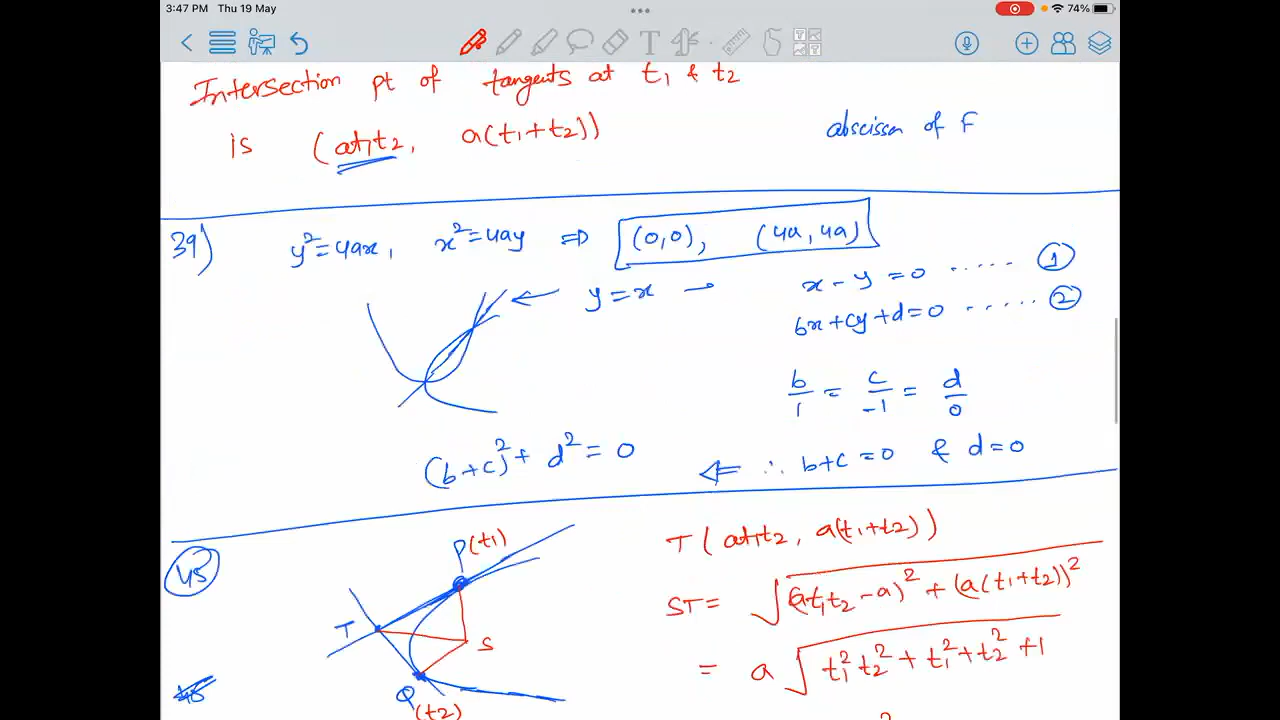 3:47 PM Thu 19 May
74%
Intersection pt of tangents at t₁ & t₂
is (at₁t₂, a(t₁+t₂))
abscissa of F
39) y²=4ax, x²=4ay ⇒ (0,0), (4a,4a)
y=x → x-y=0 ..... ①
bx+cy+d=0 ...... ②
b/1 = c/-1 = d/0
(b+c)²+d²=0 ⇐ ∴ b+c=0 & d=0
45
P(t₁)
T
S
Q
(t2)
T(at₁t₂, a(t₁+t₂))
ST= √(at₁t₂-a)²+(a(t₁+t₂))²
= a√t₁²t₂²+t₁²+t₂²+1